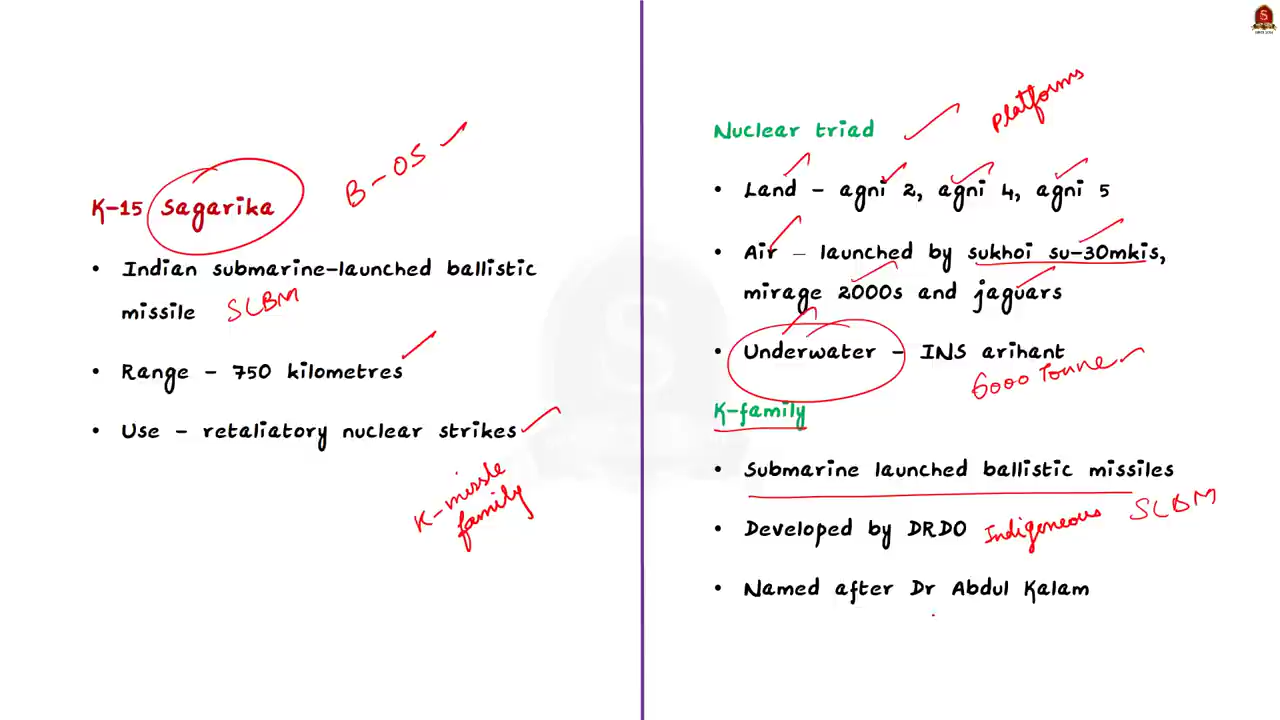 K-15 Sagarika
B-05
• Indian submarine-launched ballistic
missile SLBM
• Range - 750 kilometres
• Use - retaliatory nuclear strikes
K-missle
family
Nuclear triad
Platforms
• Land - agni 2, agni 4, agni 5
• Air - launched by sukhoi su-30mkis,
mirage 2000s and jaguars
• Underwater - INS arihant
6000 Tonne
K-family
• Submarine launched ballistic missiles
SLBM
• Developed by DRDO Indigeneous
• Named after Dr Abdul Kalam